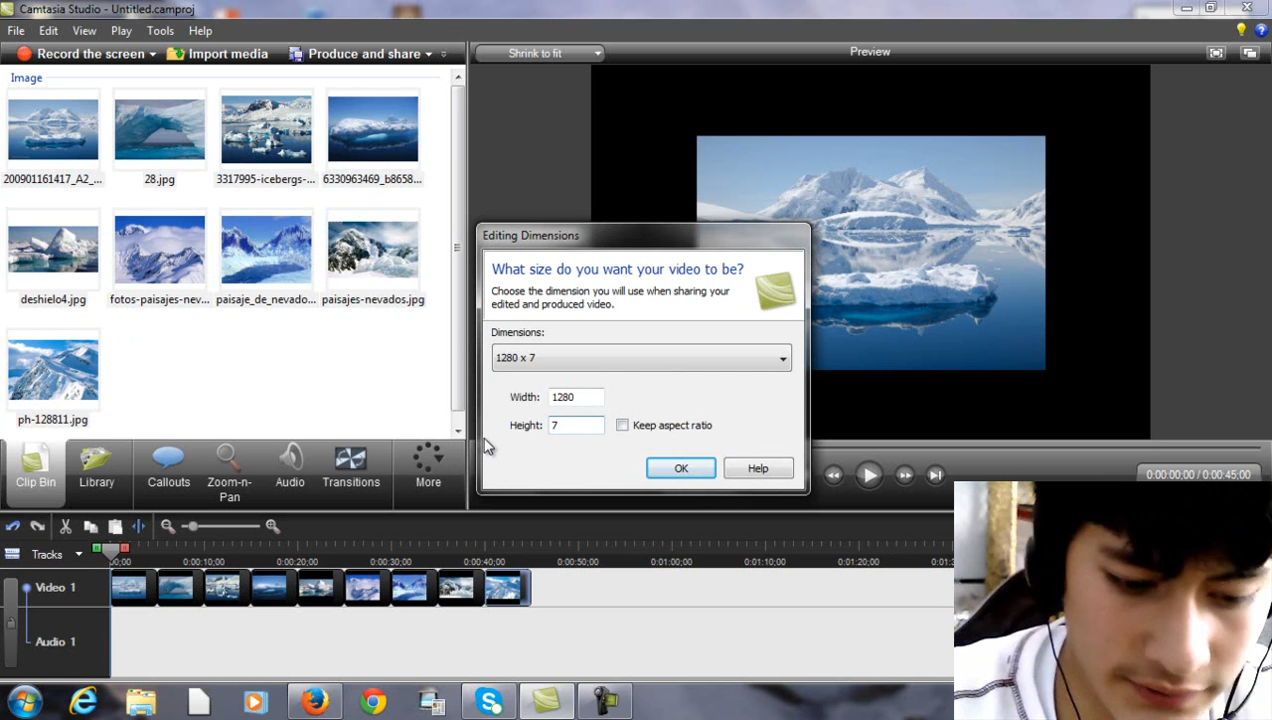 Camtasia Studio - Untitled.camproj
File Edit View Play Tools Help
Record the screen Import media Produce and share
Shrink to fit
Preview
Image
200901161417_A2_...
28.jpg
3317995-icebergs-...
6330963469_b8658...
deshielo4.jpg
fotos-paisajes-nev...
paisaje_de_nevado...
paisajes-nevados.jpg
ph-128811.jpg
Editing Dimensions
What size do you want your video to be?
Choose the dimension you will use when sharing your
edited and produced video.
Dimensions:
1280 x 7
Width: 1280
Height: 7 Keep aspect ratio
OK Help
Clip Bin
Library
Callouts
Zoom-n-
Pan
Audio
Transitions
More
0:00:00;00 / 0:00:45;00
Tracks
00;00 0:00:10;00 0:00:20;00 0:00:30;00 0:00:40;00 0:00:50;00 0:01:00;00 0:01:10;00 0:01:20;00 0:01:3
Video 1
Audio 1